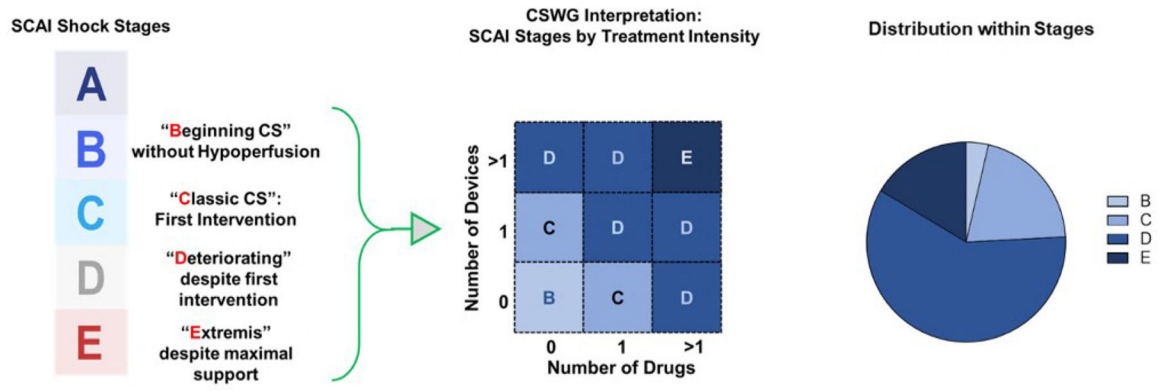 SCAI Shock Stages
A
B
C
D
E
“Beginning CS”
without Hypoperfusion
“Classic CS”:
First Intervention
“Deteriorating”
despite first
intervention
“Extremis”
despite maximal
support
CSWG Interpretation:
SCAI Stages by Treatment Intensity
Number of Devices
>1
D D E
1
C D D
0
B C D
0 1 >1
Number of Drugs
Distribution within Stages
B
C
D
E